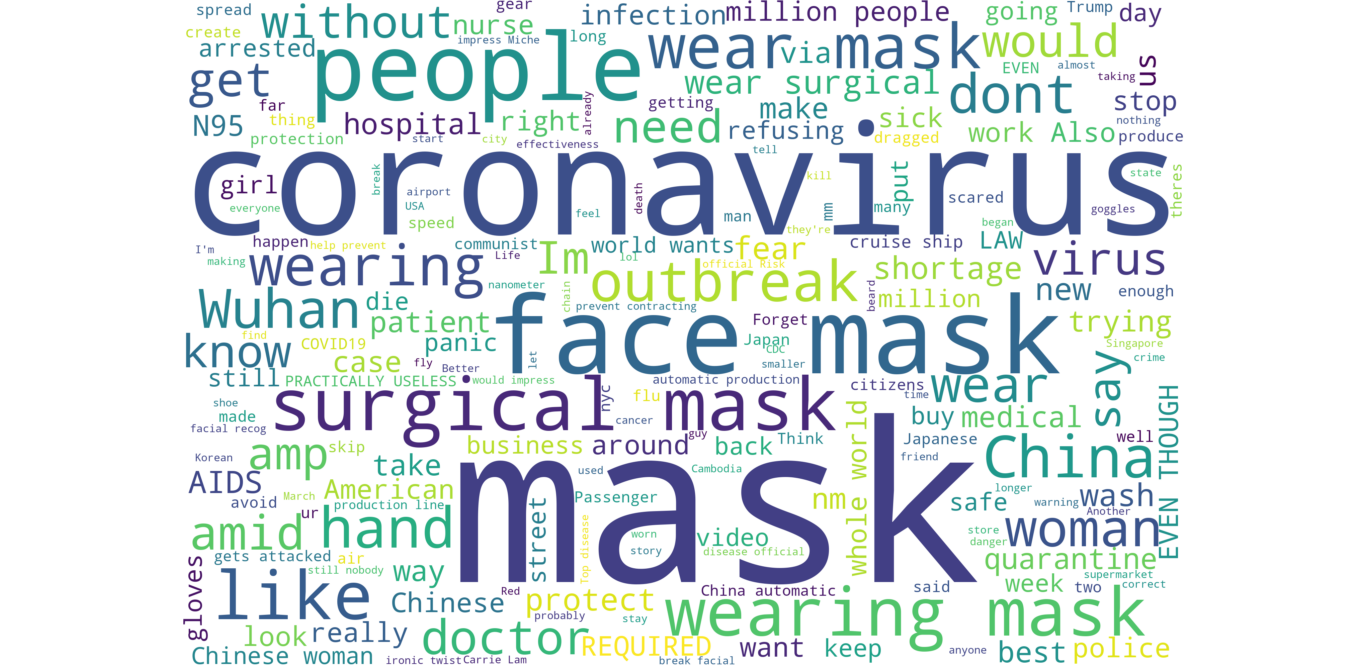 spread
gear
create
without
nurse
infection
million people
going
Trump
day
arrested
people
impress Miche
long
wear mask
via
would
us
get
wear surgical
EVEN
almost
taking
far
already
getting
make
dont
stop
N95
thing
hospital
right
need
refusing
sick
nothing
protection
start
city
effectiveness
dragged
work Also
produce
coronavirus
tell
girl
break
airport
kill
put
state
everyone
USA
death
scared
theres
speed
feel
man
mm
many
goggles
they're
began
I'm
happen
help prevent
communist
Im
world wants
fear
cruise ship
LAW
making
wearing
Life
lol
official Risk
virus
nanometer
outbreak
shortage
Wuhan
die
chain
prevent contracting
beard
million
new
enough
patient
face mask
Forget
trying
find
COVID19
panic
Japan
CDC
Singapore
know
case
fly
Better
let
smaller
crime
still
PRACTICALLY USELESS
would impress
automatic production
citizens
wear
say
shoe
surgical mask
nyc
flu
time
made
buy
medical
EVEN THOUGH
facial recog
cancer
whole world
guy
amp
skip
business
around
back
Think
Japanese
well
Korean
take
used
Cambodia
friend
China
AIDS
mask
longer
avoid
March
American
Passenger
nm
safe
warning
wash
production line
ur
street
worn
Another
amid
hand
video
store
woman
story
disease official
danger
gets attacked
air
Top disease
quarantine
still nobody
way
supermarket
gloves
like
Red
China automatic
said
week
two
correct
Chinese
protect
wearing mask
probably
stay
look
really
doctor
REQUIRED
want
keep
anyone
best
police
Chinese woman
ironic twist
Carrie Lam
break facial